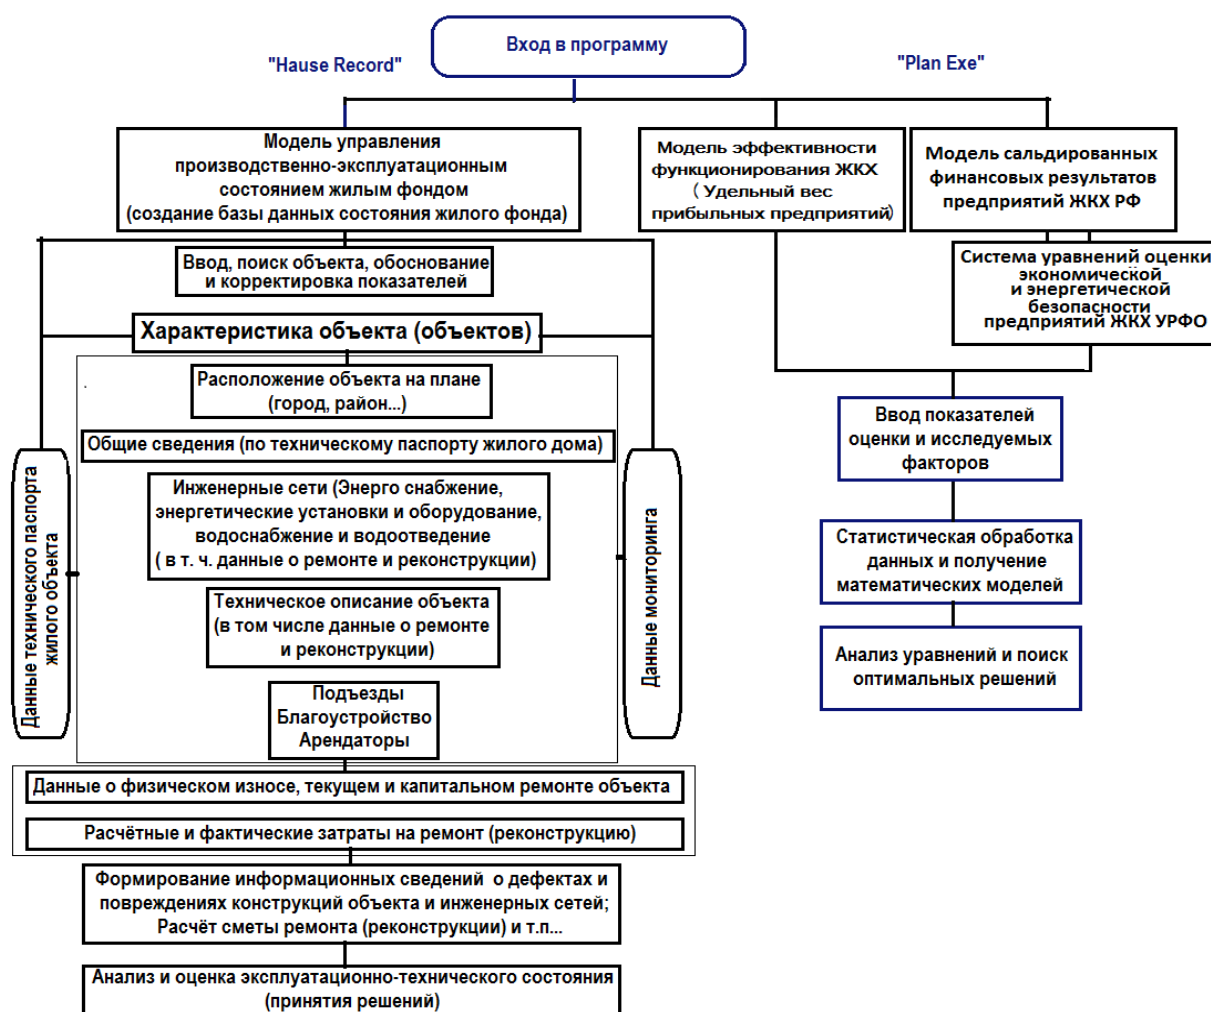 Вход в программу
"Hause Record"
"Plan Exe"
Модель управления
производственно-эксплуатационным
состоянием жилым фондом
(создание базы данных состояния жилого фонда)
Модель эффективности
функционирования ЖКХ
( Удельный вес
прибыльных предприятий)
Модель сальдированных
финансовых результатов
предприятий ЖКХ РФ
Ввод, поиск объекта, обоснование
и корректировка показателей
Система уравнений оценки
экономической
и энергетической
безопасности
предприятий ЖКХ УРФО
Характеристика объекта (объектов)
Расположение объекта на плане
(город, район...)
Общие сведения (по техническому паспорту жилого дома)
Инженерные сети (Энерго снабжение,
энергетические установки и оборудование,
водоснабжение и водоотведение
( в т. ч. данные о ремонте и реконструкции)
Техническое описание объекта
(в том числе данные о ремонте
и реконструкции)
Подъезды
Благоустройство
Арендаторы
Данные технического паспорта
жилого объекта
Данные мониторинга
Данные о физическом износе, текущем и капитальном ремонте объекта
Расчётные и фактические затраты на ремонт (реконструкцию)
Формирование информационных сведений о дефектах и
повреждениях конструкций объекта и инженерных сетей;
Расчёт сметы ремонта (реконструкции) и т.п...
Анализ и оценка эксплуатационно-технического состояния
(принятия решений)
Ввод показателей
оценки и исследуемых
факторов
Статистическая обработка
данных и получение
математических моделей
Анализ уравнений и поиск
оптимальных решений